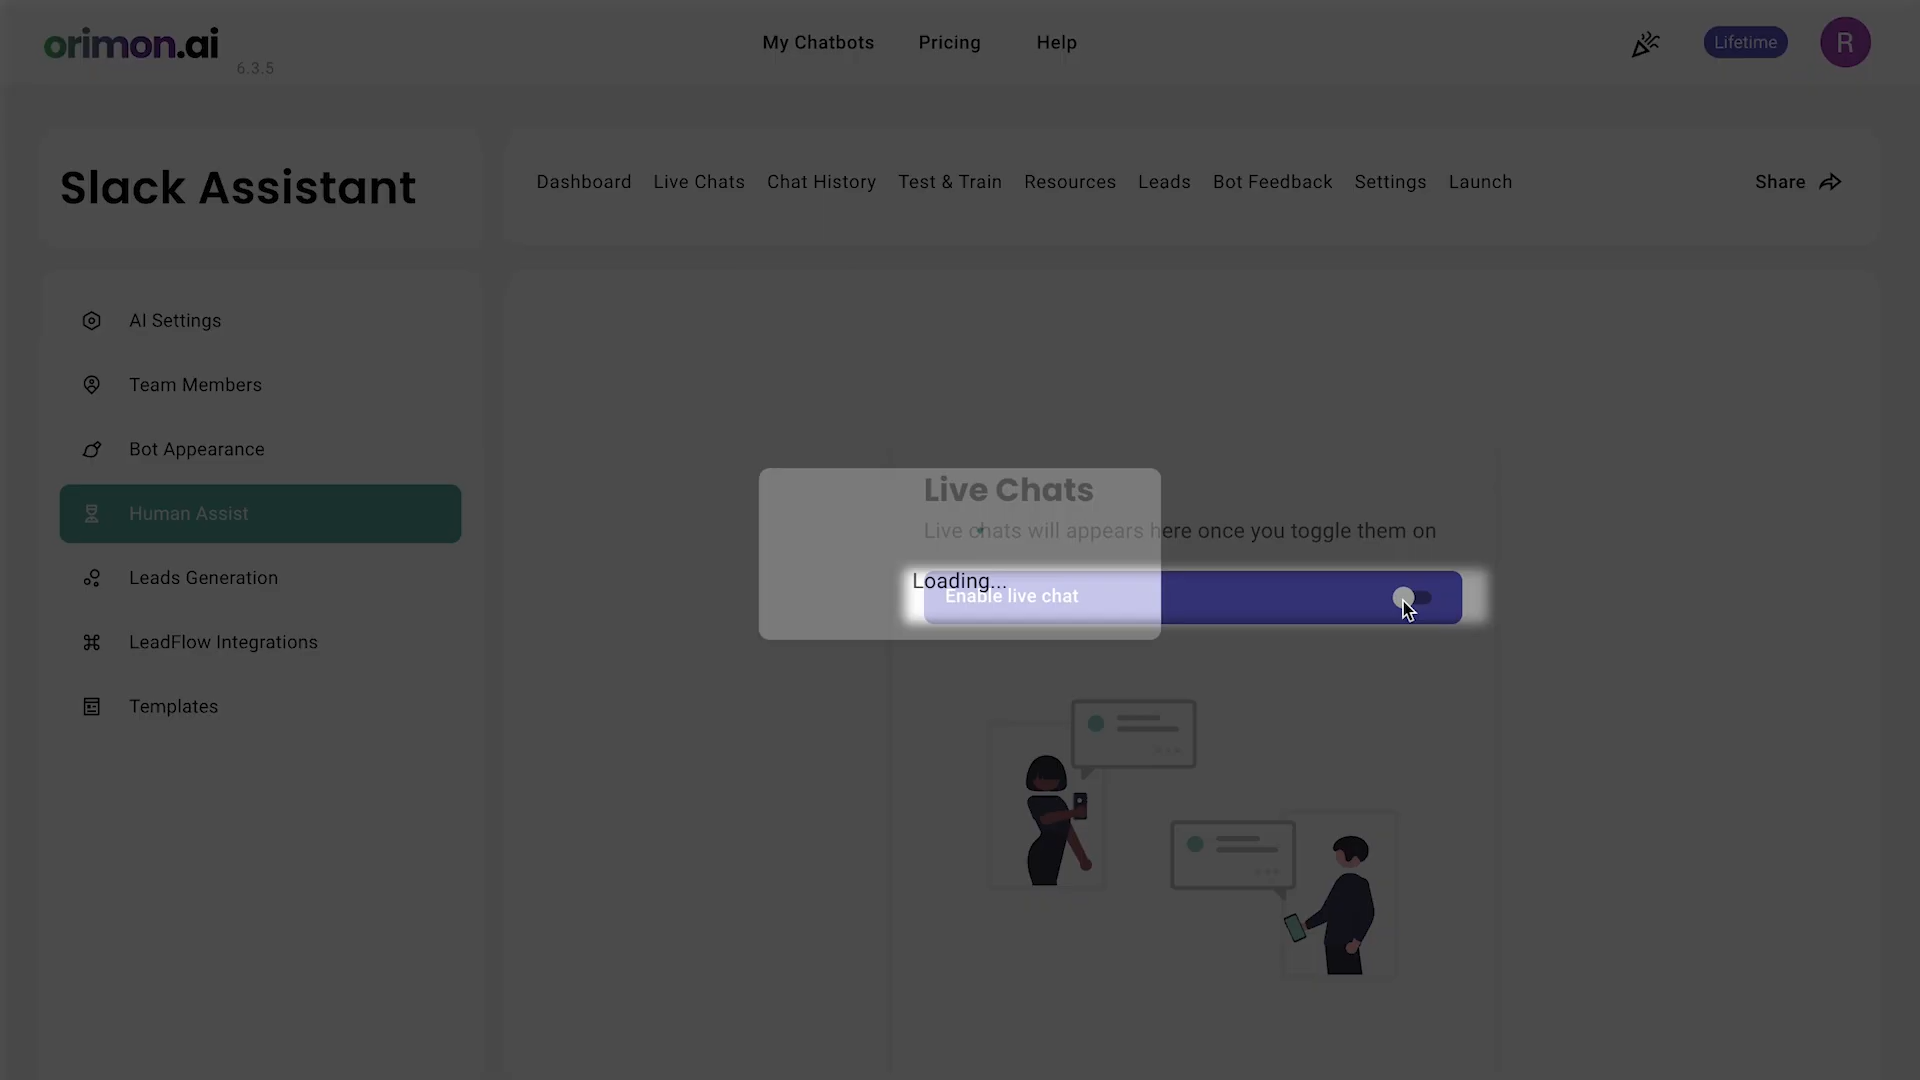 orimon.ai
6.3.5
My Chatbots Pricing Help
Lifetime
R
Slack Assistant
Dashboard Live Chats Chat History Test & Train Resources Leads Bot Feedback Settings Launch
Share
AI Settings
Team Members
Bot Appearance
Human Assist
Leads Generation
LeadFlow Integrations
Templates
Live Chats
Live chats will appears here once you toggle them on
Loading...
Enable live chat